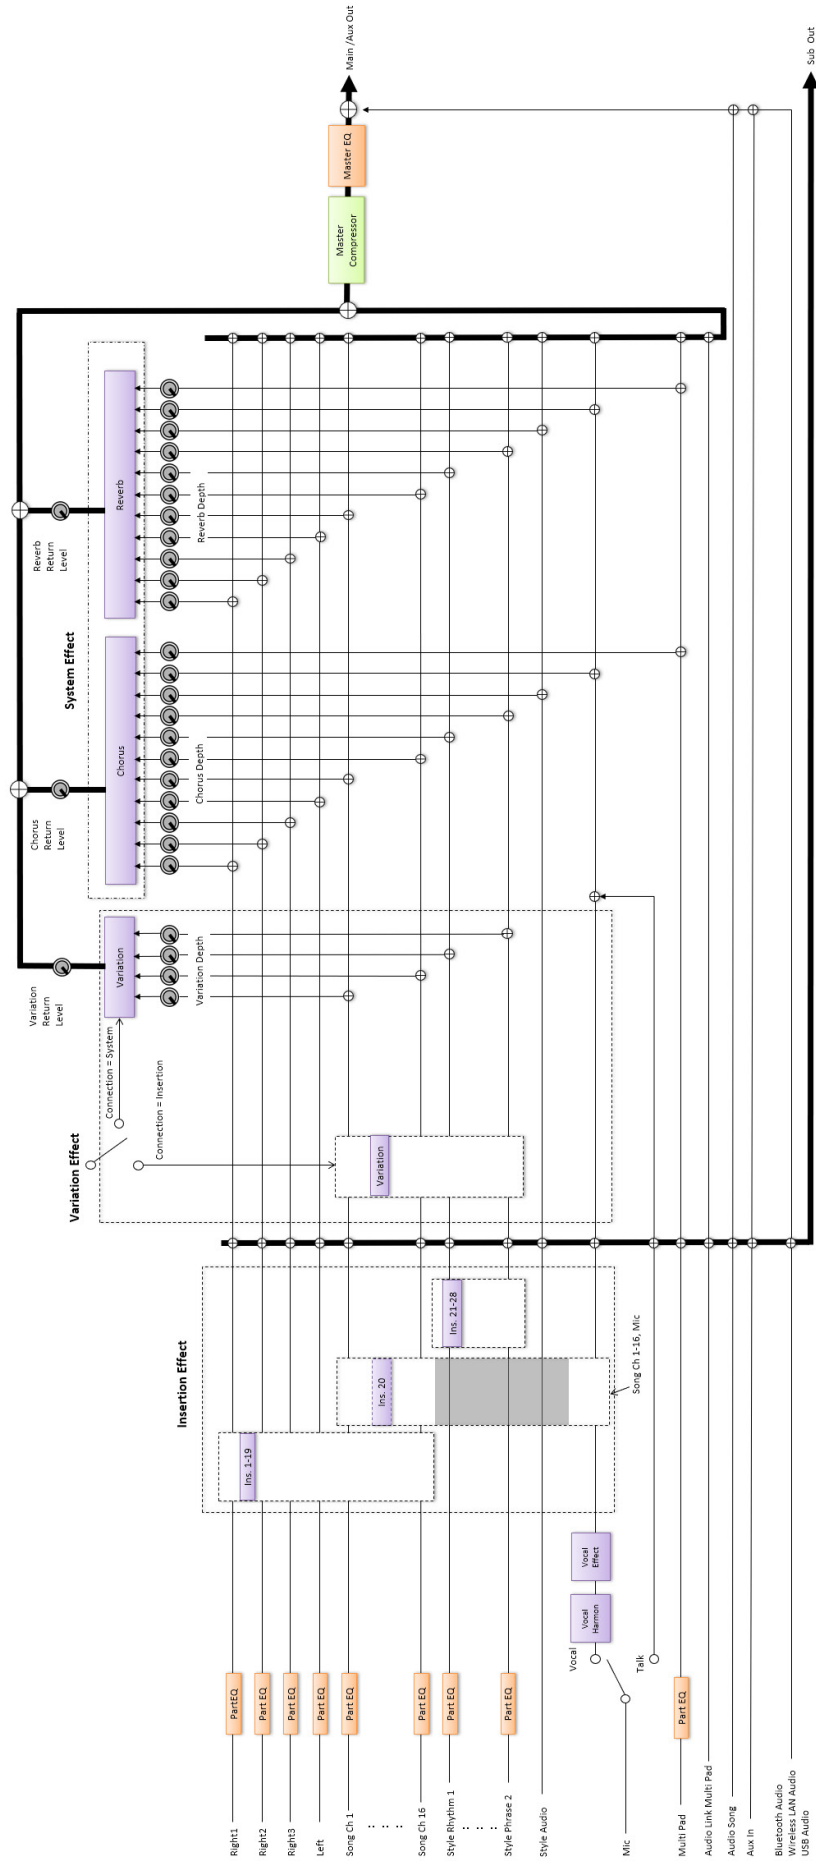 Right1
Right2
Right3
Left
Song Ch 1
: : : :
Song Ch 16
Style Rhythm 1
: : : :
Style Phrase 2
Style Audio
Mic
Multi Pad
Audio Link Multi Pad
Audio Song
Aux In
Bluetooth Audio
Wireless LAN Audio
USB Audio
PartEQ
Part EQ
Part EQ
Part EQ
Part EQ
Part EQ
Part EQ
Part EQ
Part EQ
Vocal
Talk
Vocal
Harmon
Vocal
Effect
Insertion Effect
Ins. 1-19
Ins. 20
Ins. 21-28
Song Ch 1-16, Mic
Variation Effect
Connection = System
Connection = Insertion
Variation
Variation
Variation Depth
Variation
Return
Level
System Effect
Chorus
Chorus Depth
Chorus
Return
Level
Reverb
Reverb Depth
Reverb
Return
Level
Master
Compressor
Master EQ
Main /Aux Out
Sub Out